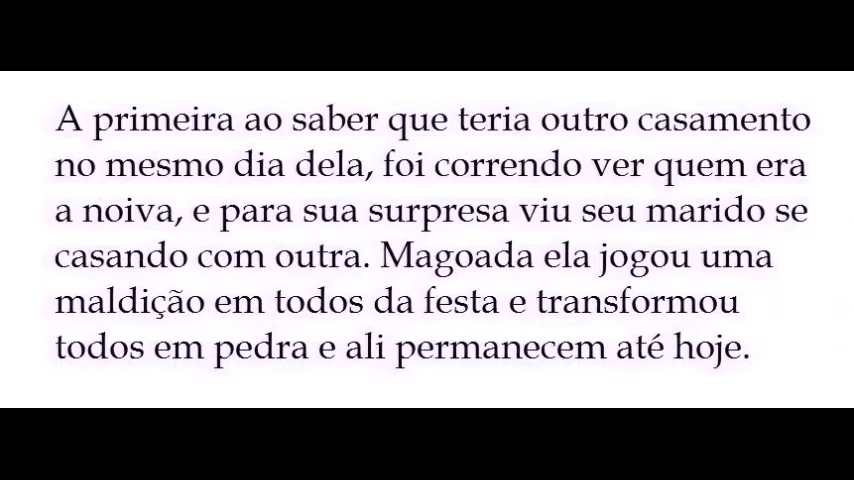 A primeira ao saber que teria outro casamento
no mesmo dia dela, foi correndo ver quem era
a noiva, e para sua surpresa viu seu marido se
casando com outra. Magoada ela jogou uma
maldição em todos da festa e transformou
todos em pedra e ali permanecem até hoje.